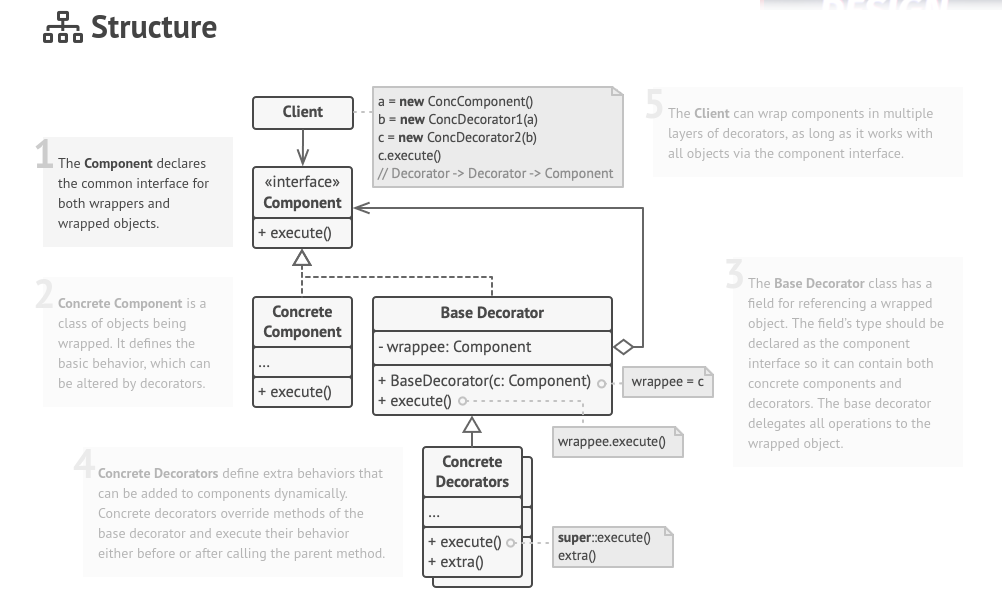 DESIGN
Structure
Client
a = new ConcComponent()
b = new ConcDecorator1(a)
c = new ConcDecorator2(b)
c.execute()
// Decorator -> Decorator -> Component
5
The Client can wrap components in multiple
layers of decorators, as long as it works with
all objects via the component interface.
1
The Component declares
the common interface for
both wrappers and
wrapped objects.
«interface»
Component
+ execute()
2
Concrete Component is a
class of objects being
wrapped. It defines the
basic behavior, which can
be altered by decorators.
Concrete
Component
...
+ execute()
Base Decorator
- wrappee: Component
+ BaseDecorator(c: Component)
+ execute()
wrappee = c
wrappee.execute()
3
The Base Decorator class has a
field for referencing a wrapped
object. The field's type should be
declared as the component
interface so it can contain both
concrete components and
decorators. The base decorator
delegates all operations to the
wrapped object.
4
Concrete Decorators define extra behaviors that
can be added to components dynamically.
Concrete decorators override methods of the
base decorator and execute their behavior
either before or after calling the parent method.
Concrete
Decorators
...
+ execute()
+ extra()
super::execute()
extra()